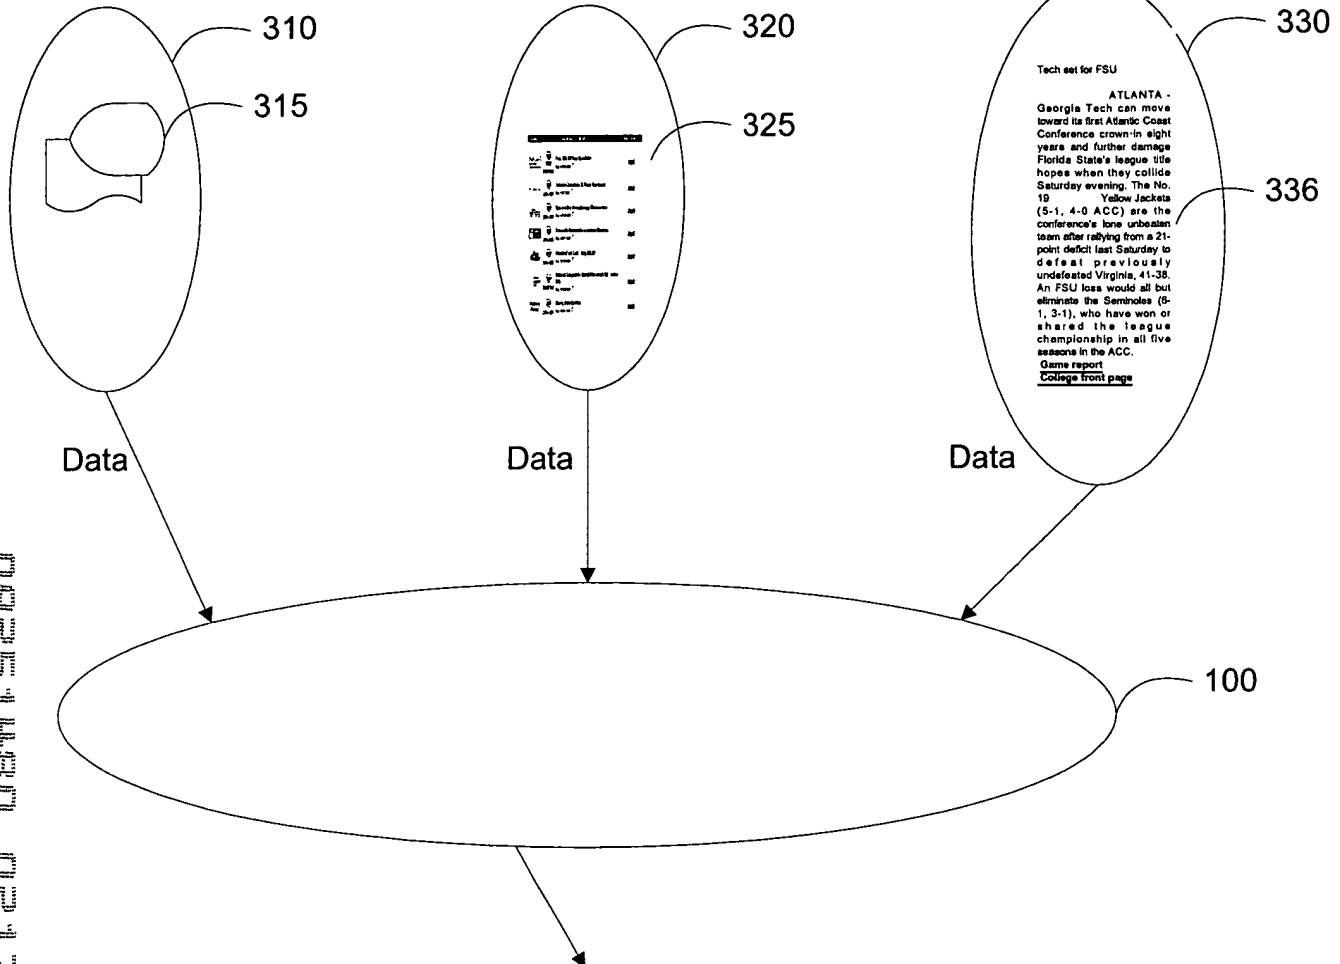 310
320
330
315
325
336
Tech set for FSU
ATLANTA -
Georgia Tech can move
toward its first Atlantic Coast
Conference crown in eight
years and further damage
Florida State's league title
hopes when they collide
Saturday evening. The No.
19 Yellow Jackets
(5-1, 4-0 ACC) are the
conference's lone unbeaten
team after rallying from a 21-
point deficit last Saturday to
defeat previously
undefeated Virginia, 41-38.
An FSU loss would all but
eliminate the Seminoles (6-
1, 3-1), who have won or
shared the league
championship in all five
seasons in the ACC.
Game report
College front page
Data
Data
Data
100